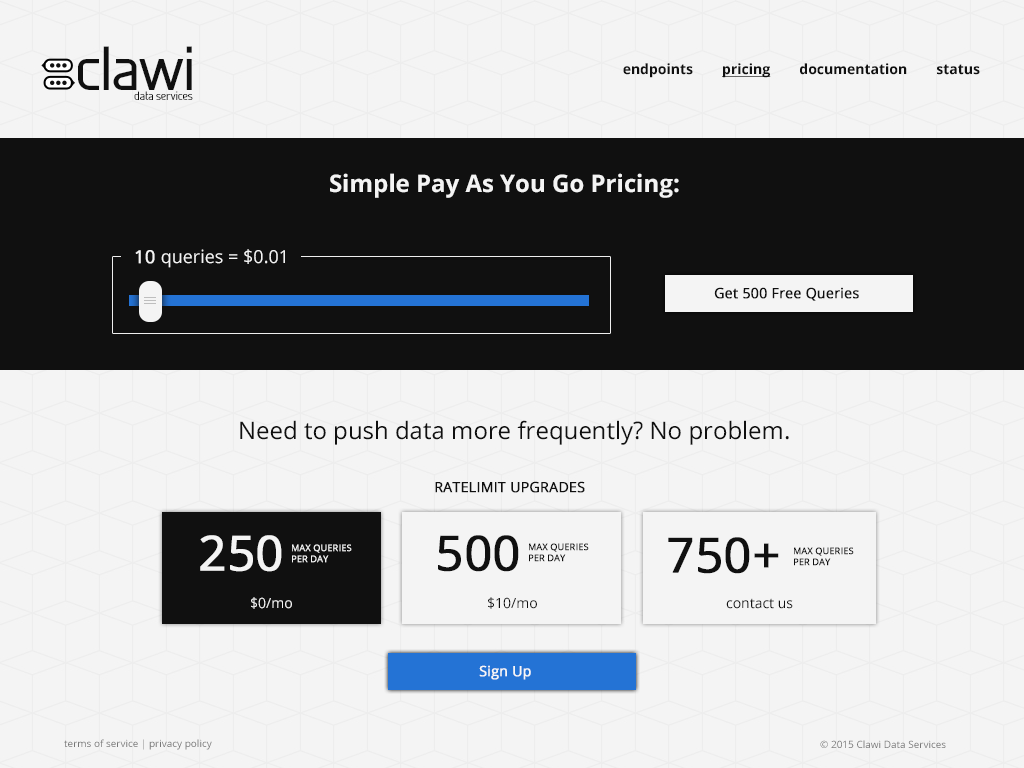 clawi
data services
endpoints pricing documentation status
Simple Pay As You Go Pricing:
10 queries = $0.01
Get 500 Free Queries
Need to push data more frequently? No problem.
RATELIMIT UPGRADES
250 MAX QUERIES
PER DAY
$0/mo
500 MAX QUERIES
PER DAY
$10/mo
750+ MAX QUERIES
PER DAY
contact us
Sign Up
terms of service | privacy policy
© 2015 Clawi Data Services